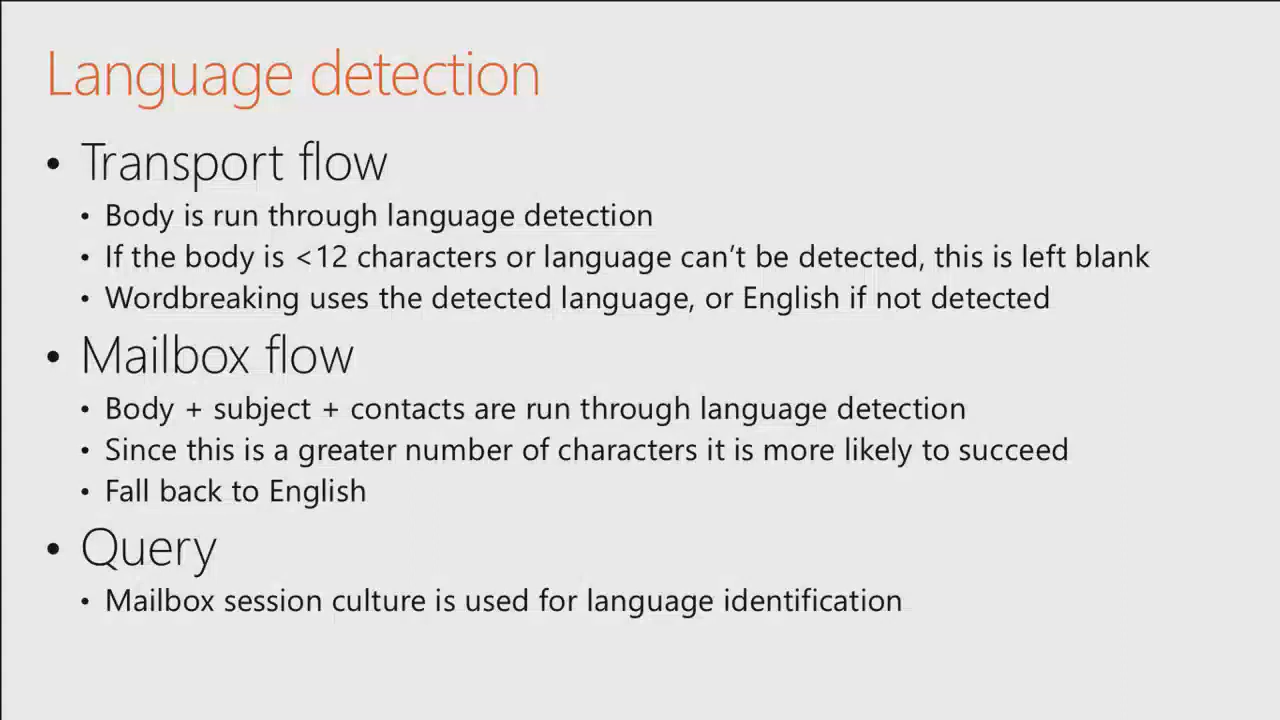 Language detection
• Transport flow
• Body is run through language detection
• If the body is <12 characters or language can't be detected, this is left blank
• Wordbreaking uses the detected language, or English if not detected
• Mailbox flow
• Body + subject + contacts are run through language detection
• Since this is a greater number of characters it is more likely to succeed
• Fall back to English
• Query
• Mailbox session culture is used for language identification